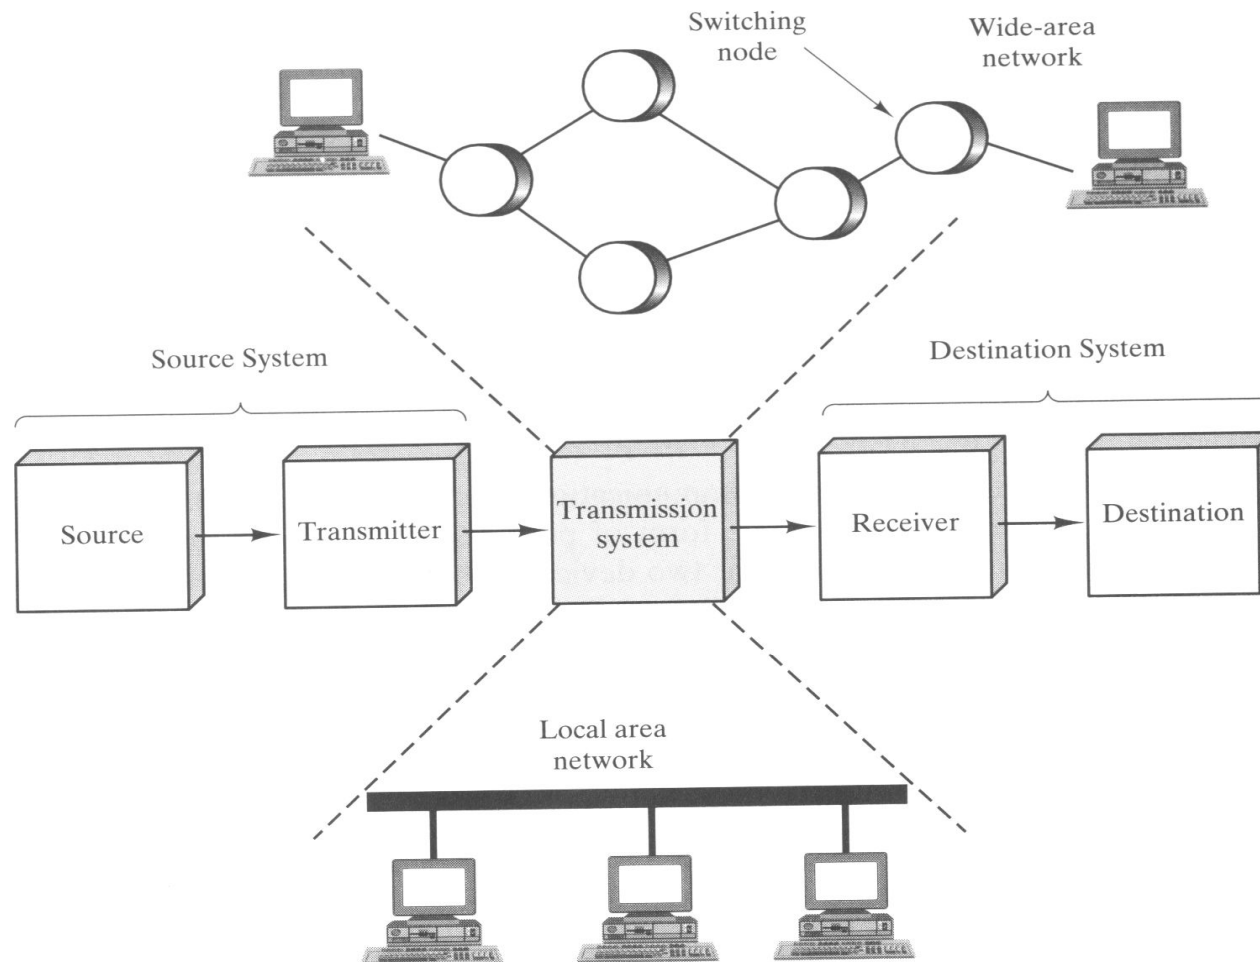 Switching
node
Wide-area
network
Source System
Destination System
Source
Transmitter
Transmission
system
Receiver
Destination
Local area
network